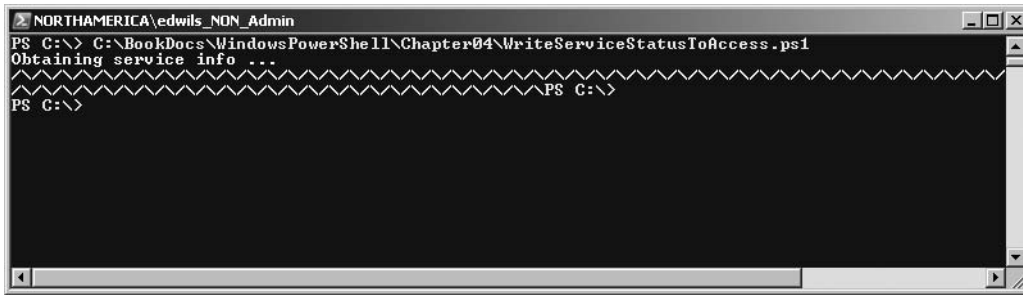 NORTHAMERICA\edwils_NON_Admin
PS C:\> C:\BookDocs\WindowsPowerShell\Chapter04\WriteServiceStatusToAccess.ps1
Obtaining service info ...
/\/\/\/\/\/\/\/\/\/\/\/\/\/\/\/\/\/\/\/\/\/\/\/\/\/\/\/\/\/\/\/\/\/\/\/\/\/\/\/\/\/\/\/\/\/\/\/\
/\/\/\/\/\/\/\/\/\/\/\/\/\/\/\/\/\/\/\/\/\/\/\/\/\/\PS C:\>
PS C:\>